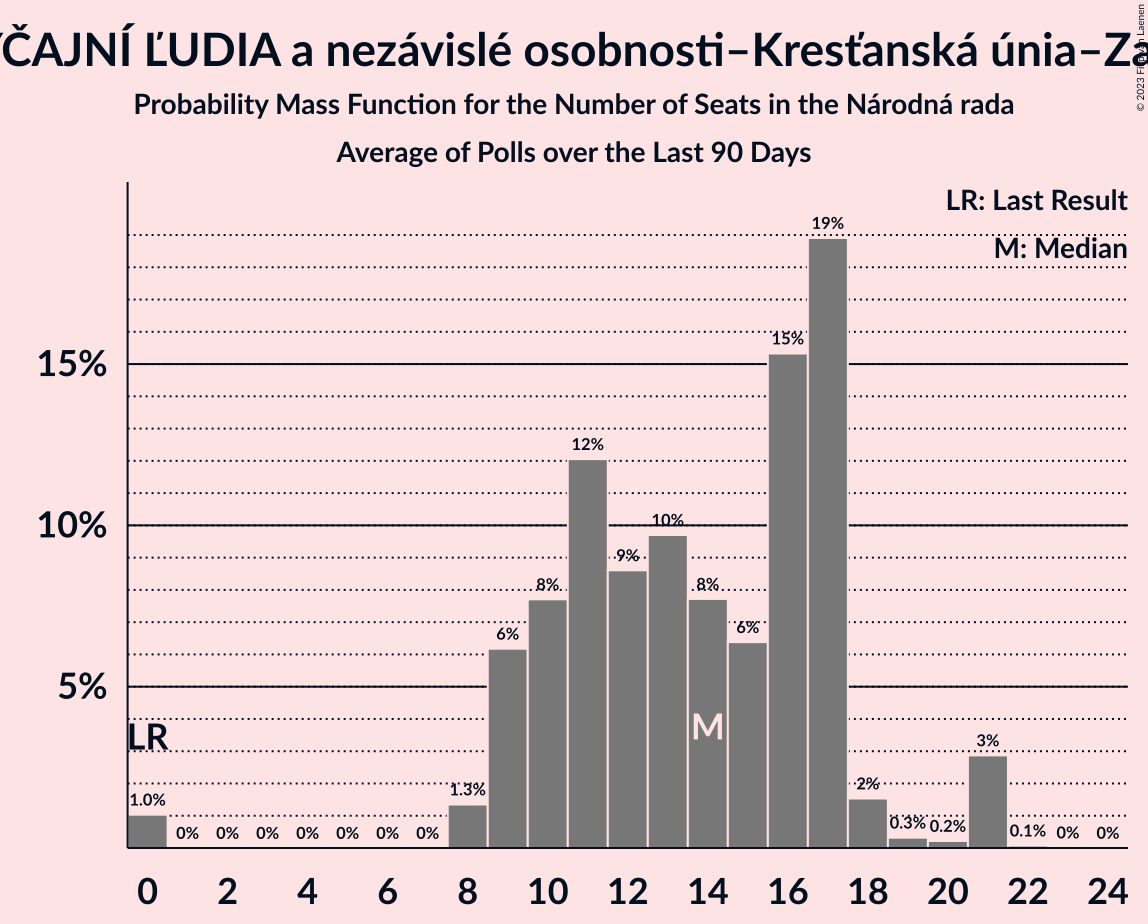 YČAJNÍ ĽUDIA a nezávislé osobnosti–Kresťanská únia–Za
© 2023 Filip van Laenen
Probability Mass Function for the Number of Seats in the Národná rada
Average of Polls over the Last 90 Days
LR: Last Result
M: Median
19%
15%
15%
12%
10%
10%
9%
8%
8%
6%
6%
5%
LR
M
3%
2%
1.3%
1.0%
0% 0% 0% 0% 0% 0% 0%
0.3% 0.2% 0.1% 0% 0%
0 2 4 6 8 10 12 14 16 18 20 22 24